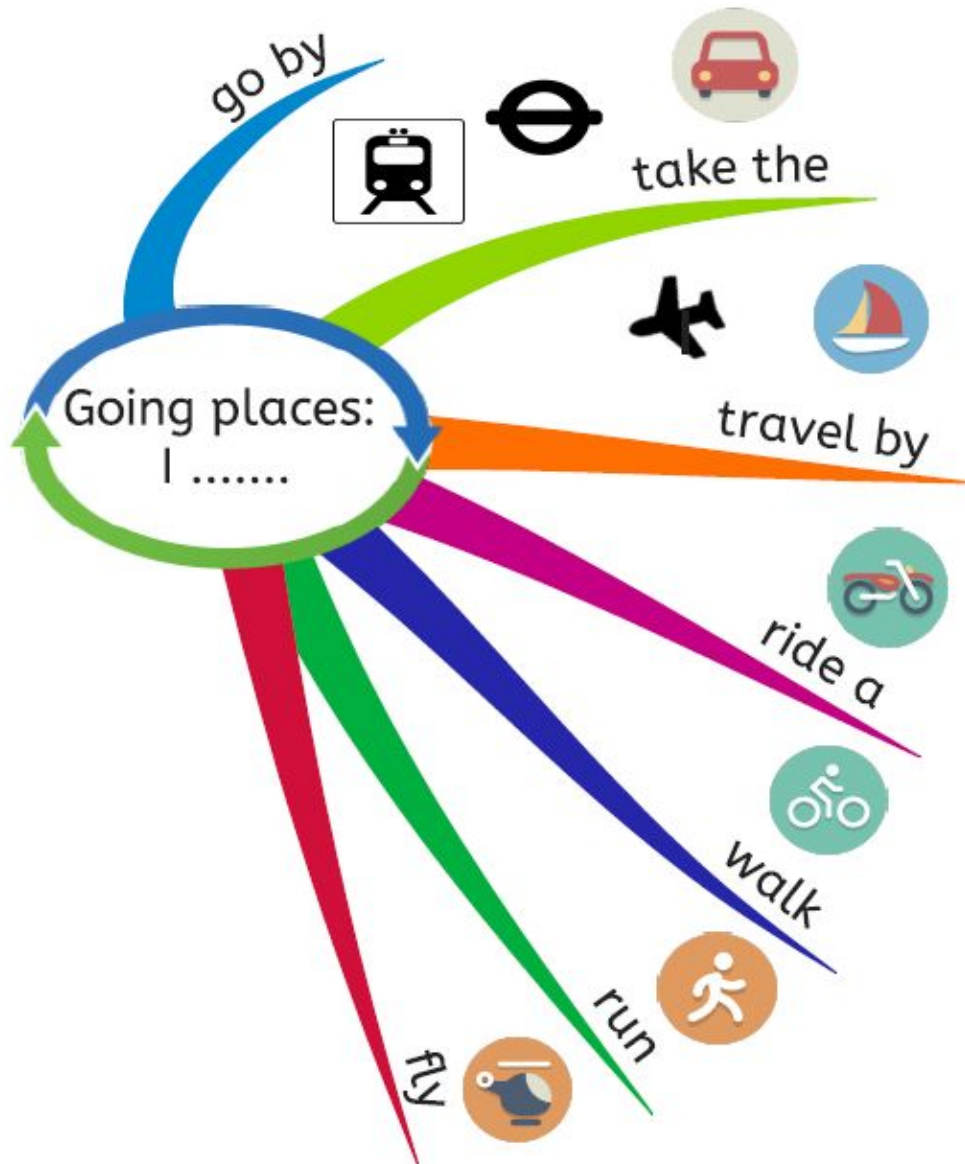 go by
take the
Going places:
I .......
travel by
ride a
walk
run
fly